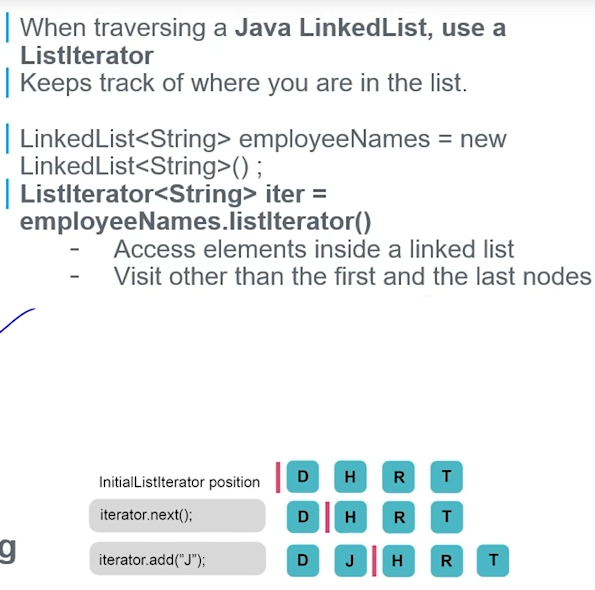 When traversing a Java LinkedList, use a
ListIterator
Keeps track of where you are in the list.
LinkedList<String> employeeNames = new
LinkedList<String>() ;
ListIterator<String> iter =
employeeNames.listIterator()
- Access elements inside a linked list
- Visit other than the first and the last nodes
InitialListIterator position D H R T
iterator.next(); D H R T
g
iterator.add("J"); D J H R T